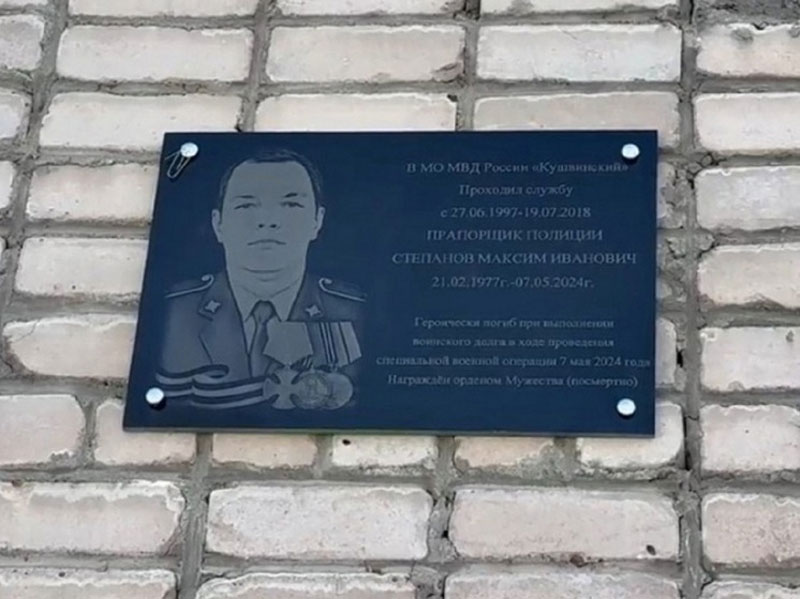 В МО МВД России «Кушвинский»
Проходил службу
с 27.06.1997-19.07.2018
ПРАПОРЩИК ПОЛИЦИИ
СТЕПАНОВ МАКСИМ ИВАНОВИЧ
21.02.1977г.-07.05.2024г.
Героически погиб при выполнении
воинского долга в ходе проведения
специальной военной операции 7 мая 2024 года
Награждён орденом Мужества (посмертно)